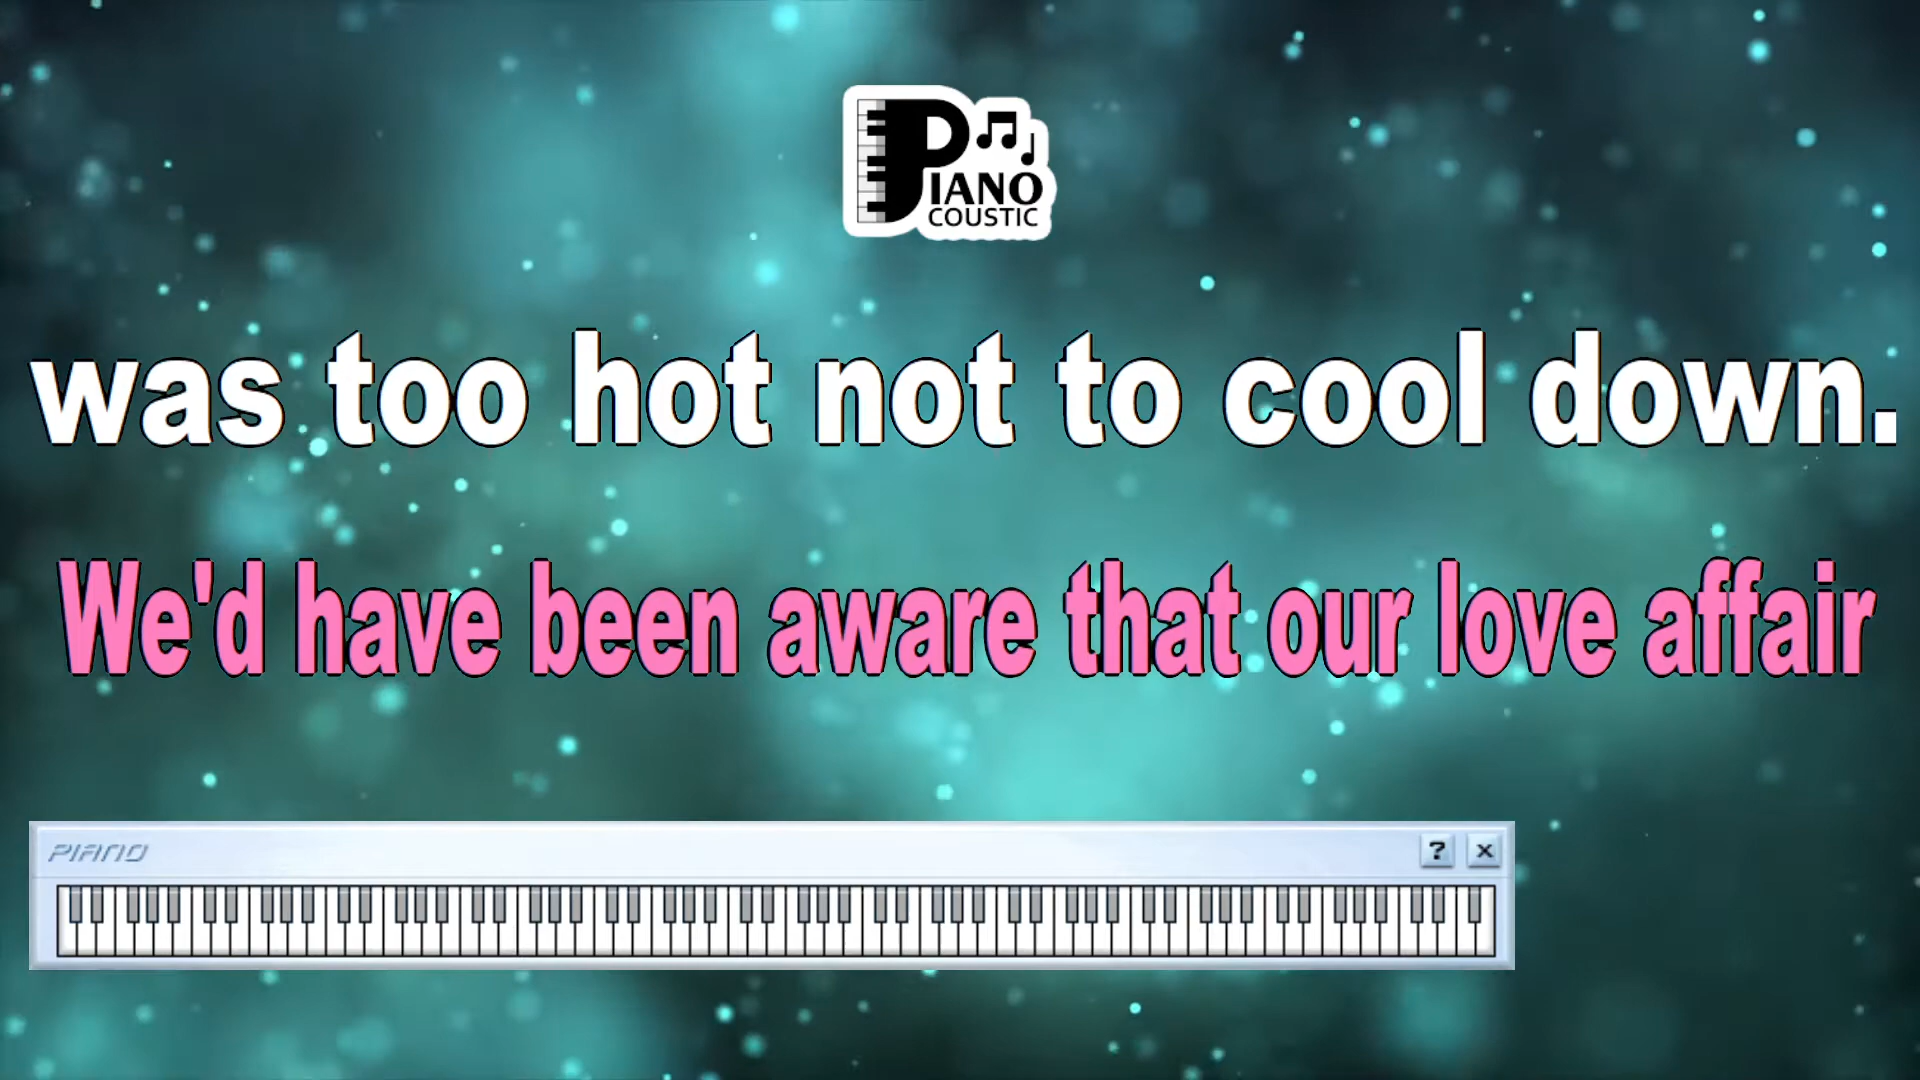 PIANO
COUSTIC
was too hot not to cool down.
We'd have been aware that our love affair
PIANO
? x